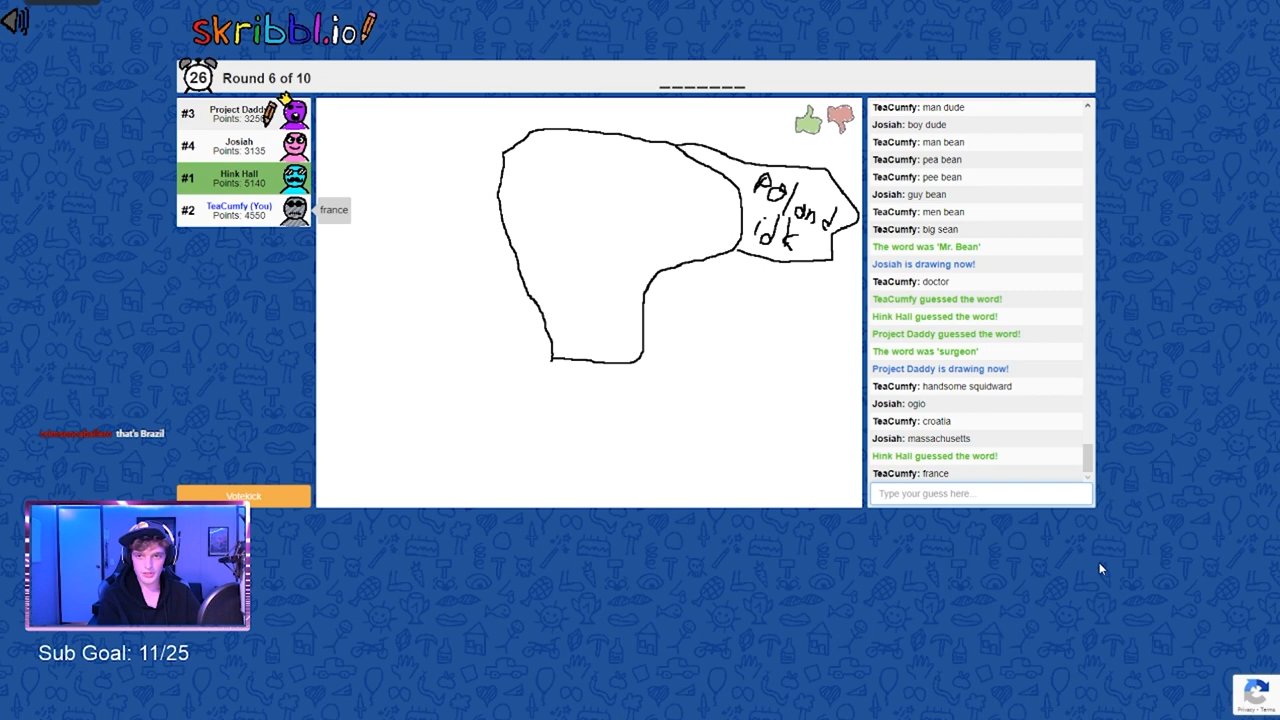 skribbl.io
26 Round 6 of 10
_ _ _ _ _ _ _
#3 Project Daddy
Points: 3256
#4 Josiah
Points: 3135
#1 Hink Hall
Points: 5140
#2 TeaCumfy (You)
Points: 4550
france
Poland
idk
TeaCumfy: man dude
Josiah: boy dude
TeaCumfy: man bean
TeaCumfy: pea bean
TeaCumfy: pee bean
Josiah: guy bean
TeaCumfy: men bean
TeaCumfy: big sean
The word was 'Mr. Bean'
Josiah is drawing now!
TeaCumfy: doctor
TeaCumfy guessed the word!
Hink Hall guessed the word!
Project Daddy guessed the word!
The word was 'surgeon'
Project Daddy is drawing now!
TeaCumfy: handsome squidward
Josiah: ogio
TeaCumfy: croatia
Josiah: massachusetts
Hink Hall guessed the word!
TeaCumfy: france
Type your guess here...
that's Brazil
Votekick
Sub Goal: 11/25
Privacy - Terms